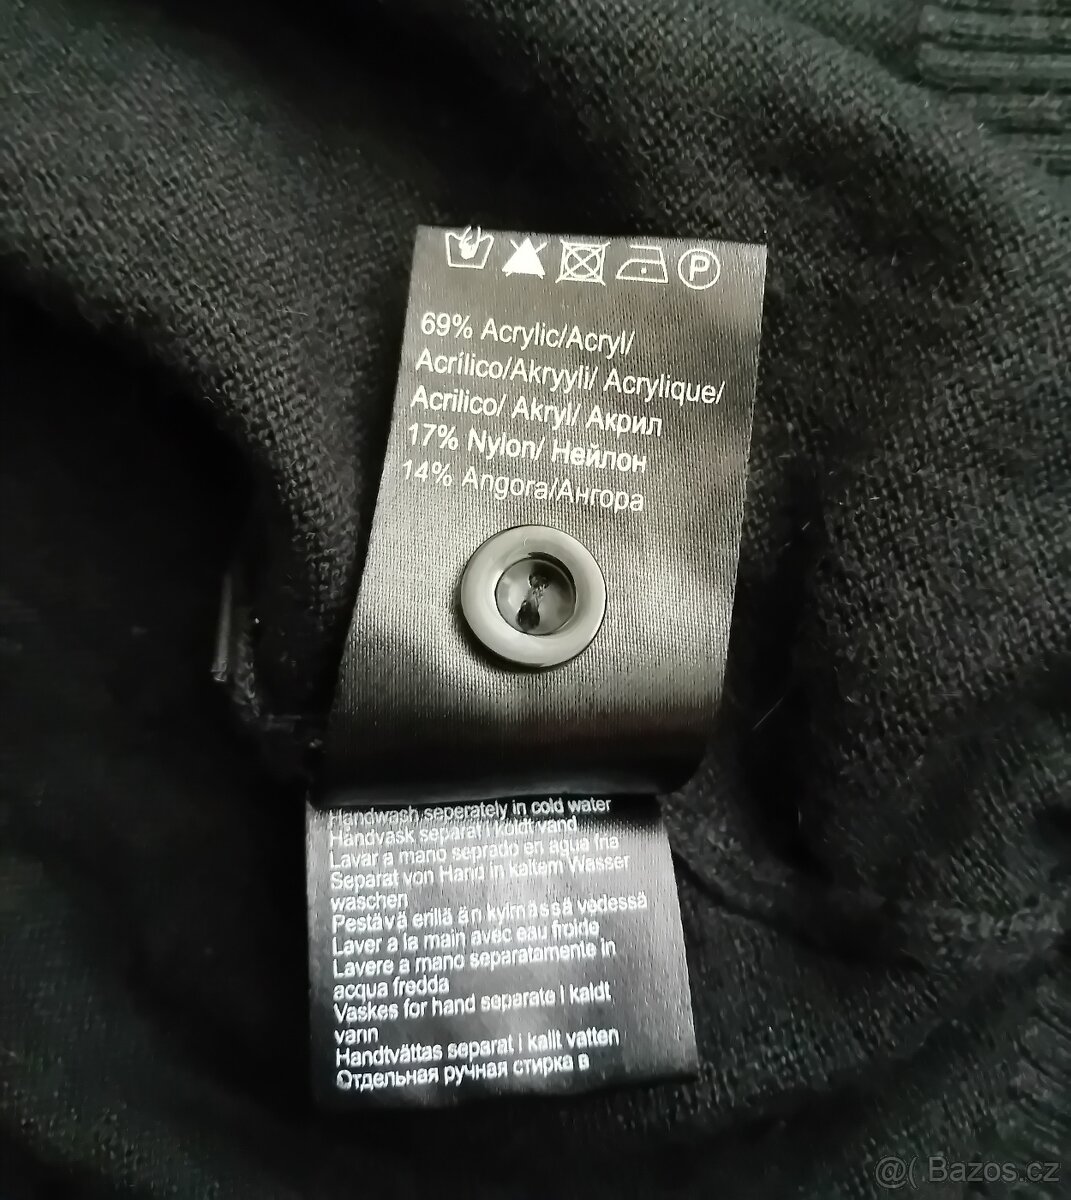 P
69% Acrylic/Acryl/
Acrílico/Akryyli/ Acrylique/
Acrilico/ Akryl/ Акрил
17% Nylon/ Нейлон
14% Angora/Ангора
Handwash seperately in cold water
Håndvask separat i koldt vand
Lavar a mano seprado en agua fria
Separat von Hand in kaltem Wasser
waschen
Pestävä erillä än kylmässä vedessä
Laver a la main avec eau froide
Lavere a mano separatamente in
acqua fredda
Vaskes for hand separate i kaldt
vann
Handtvättas separat i kallt vatten
Отдельная ручная стирка в
@( Bazos.cz